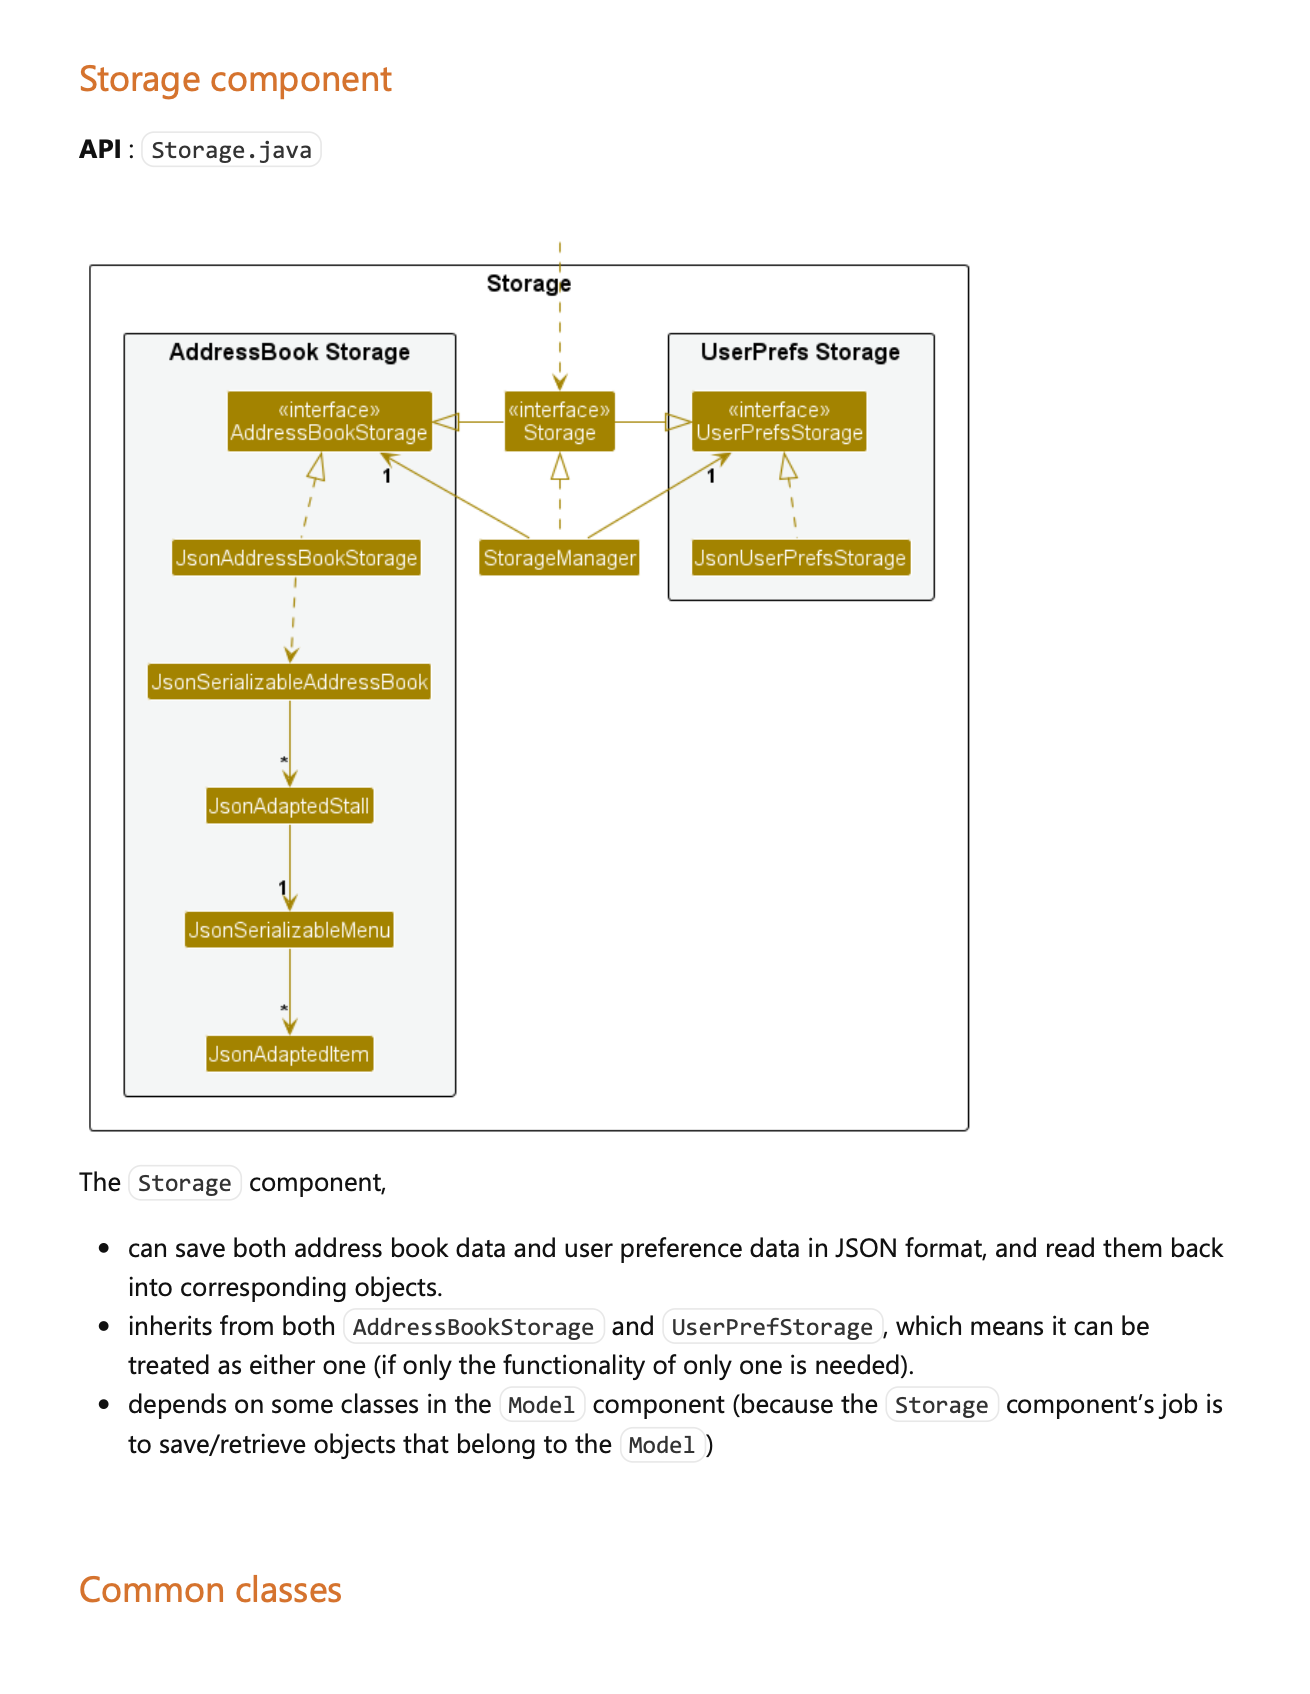 Storage component
API : Storage.java
Storage
AddressBook Storage
UserPrefs Storage
«interface»
AddressBookStorage
«interface»
Storage
«interface»
UserPrefsStorage
1
1
JsonAddressBookStorage
StorageManager
JsonUserPrefsStorage
JsonSerializableAddressBook
*
JsonAdaptedStall
1
JsonSerializableMenu
*
JsonAdaptedItem
The Storage component,
• can save both address book data and user preference data in JSON format, and read them back
into corresponding objects.
• inherits from both AddressBookStorage and UserPrefStorage, which means it can be
treated as either one (if only the functionality of only one is needed).
• depends on some classes in the Model component (because the Storage component’s job is
to save/retrieve objects that belong to the Model)
Common classes